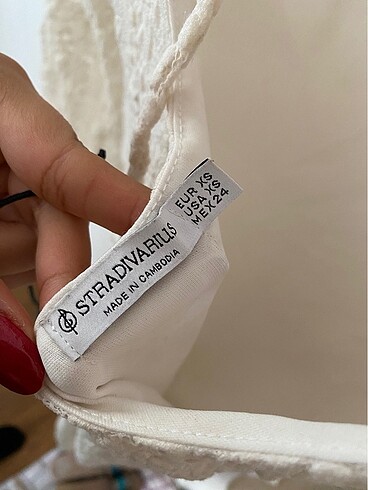 STRADIVARIUS
MADE IN CAMBODIA
EUR XS
USA XS
MEX 24